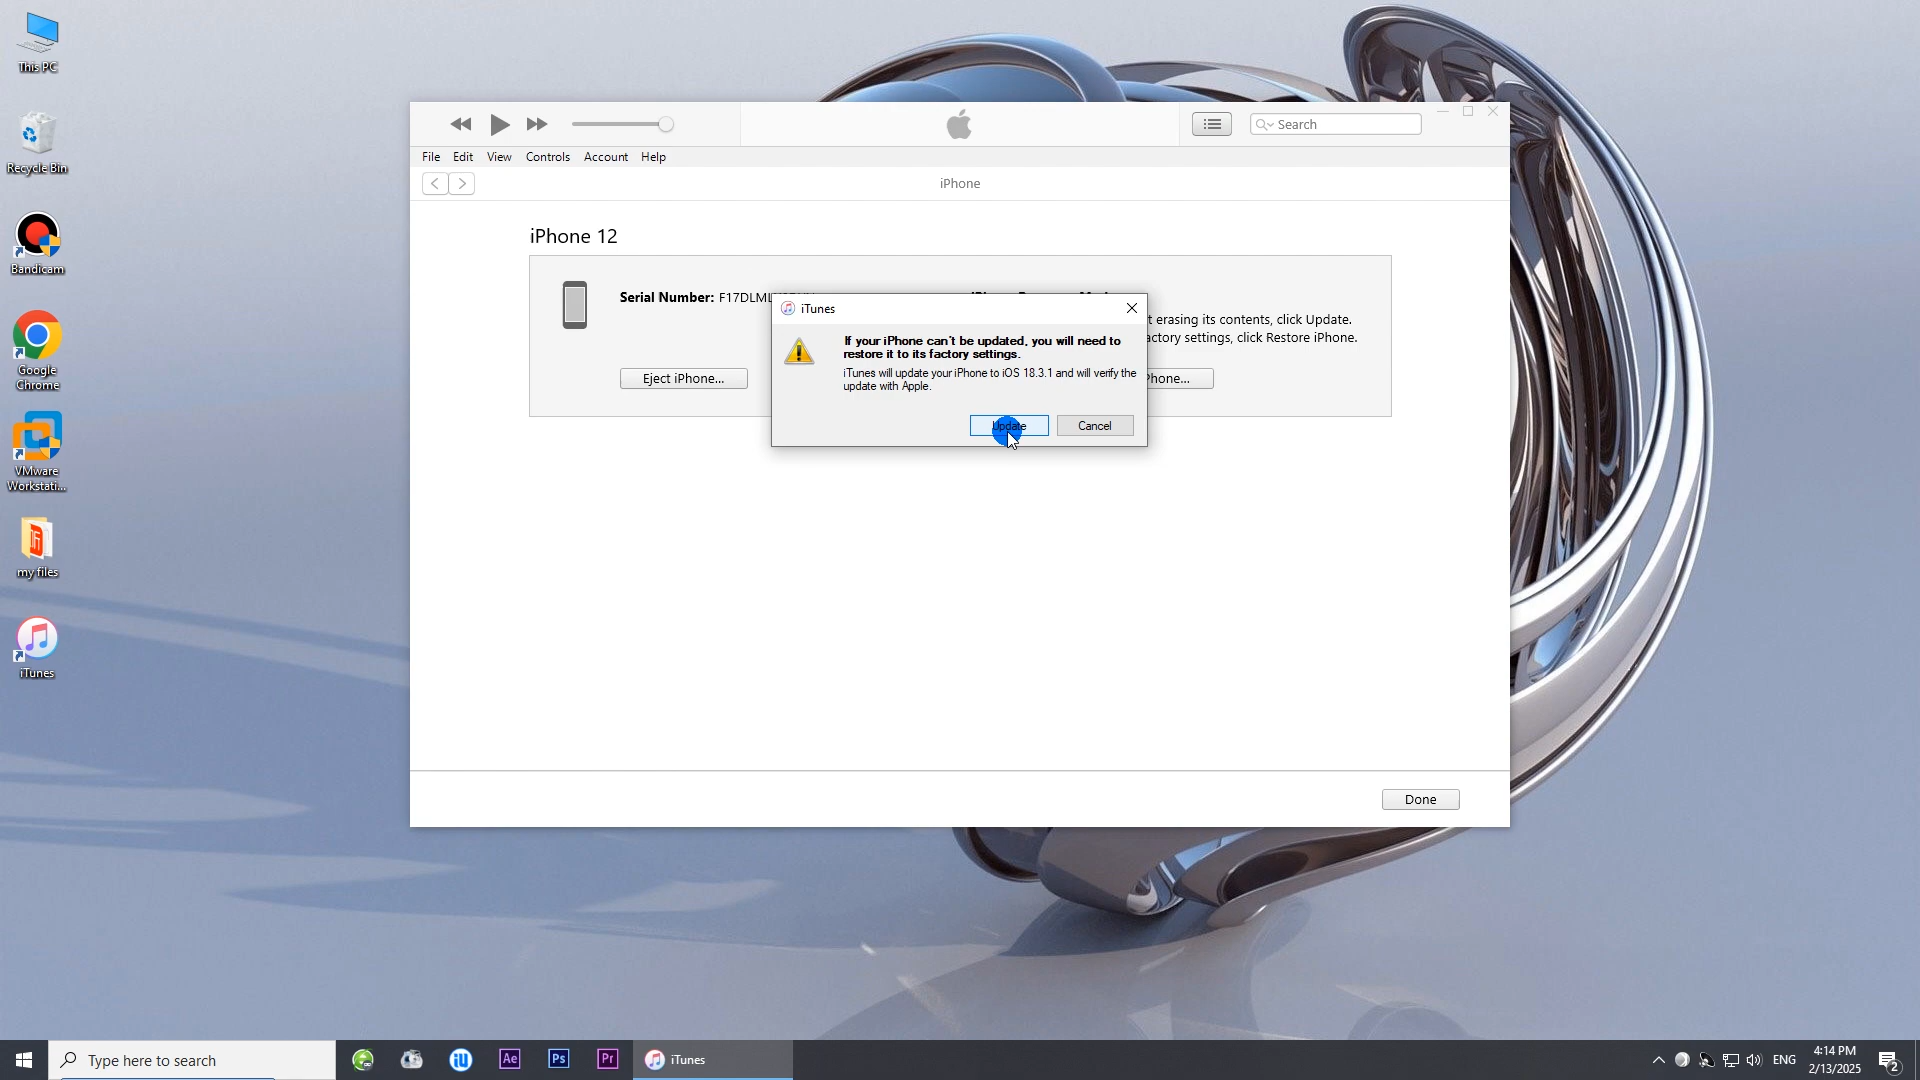 This PC
Recycle Bin
Bandicam
Google
Chrome
VMware
Workstati...
my files
iTunes
Search
File Edit View Controls Account Help
iPhone
iPhone 12
Serial Number: F17DLML
t erasing its contents, click Update.
actory settings, click Restore iPhone.
Eject iPhone...
hone...
iTunes
If your iPhone can't be updated, you will need to
restore it to its factory settings.
iTunes will update your iPhone to iOS 18.3.1 and will verify the
update with Apple.
Update Cancel
Done
Type here to search
Ae
Ps
Pr
iTunes
ENG
4:14 PM
2/13/2025
2